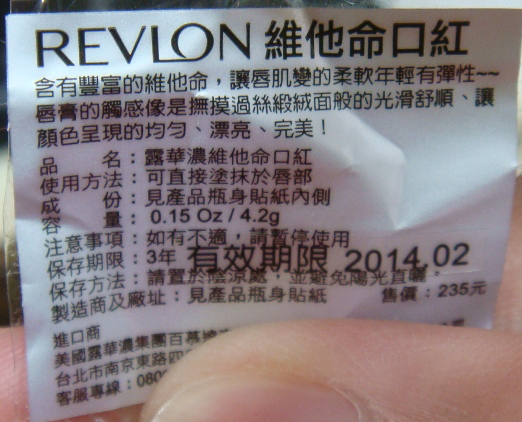 REVLON 維他命口紅
含有豐富的維他命，讓唇肌變的柔軟年輕有彈性~~
唇膏的觸感像是撫摸過絲緞絨面般的光滑舒順、讓
顏色呈現的均勻、漂亮、完美！
品名：露華濃維他命口紅
使用方法：可直接塗抹於唇部
成份：見產品瓶身貼紙內側
容量：0.15 Oz / 4.2g
注意事項：如有不適，請暫停使用
保存期限：3年 有效期限 2014.02
保存方法：請置於陰涼處，並避免陽光直曬。
製造商及廠址：見產品瓶身貼紙 售價：235元
進口商
美國露華濃集團百慕
台北市南京東路四
客服專線：080